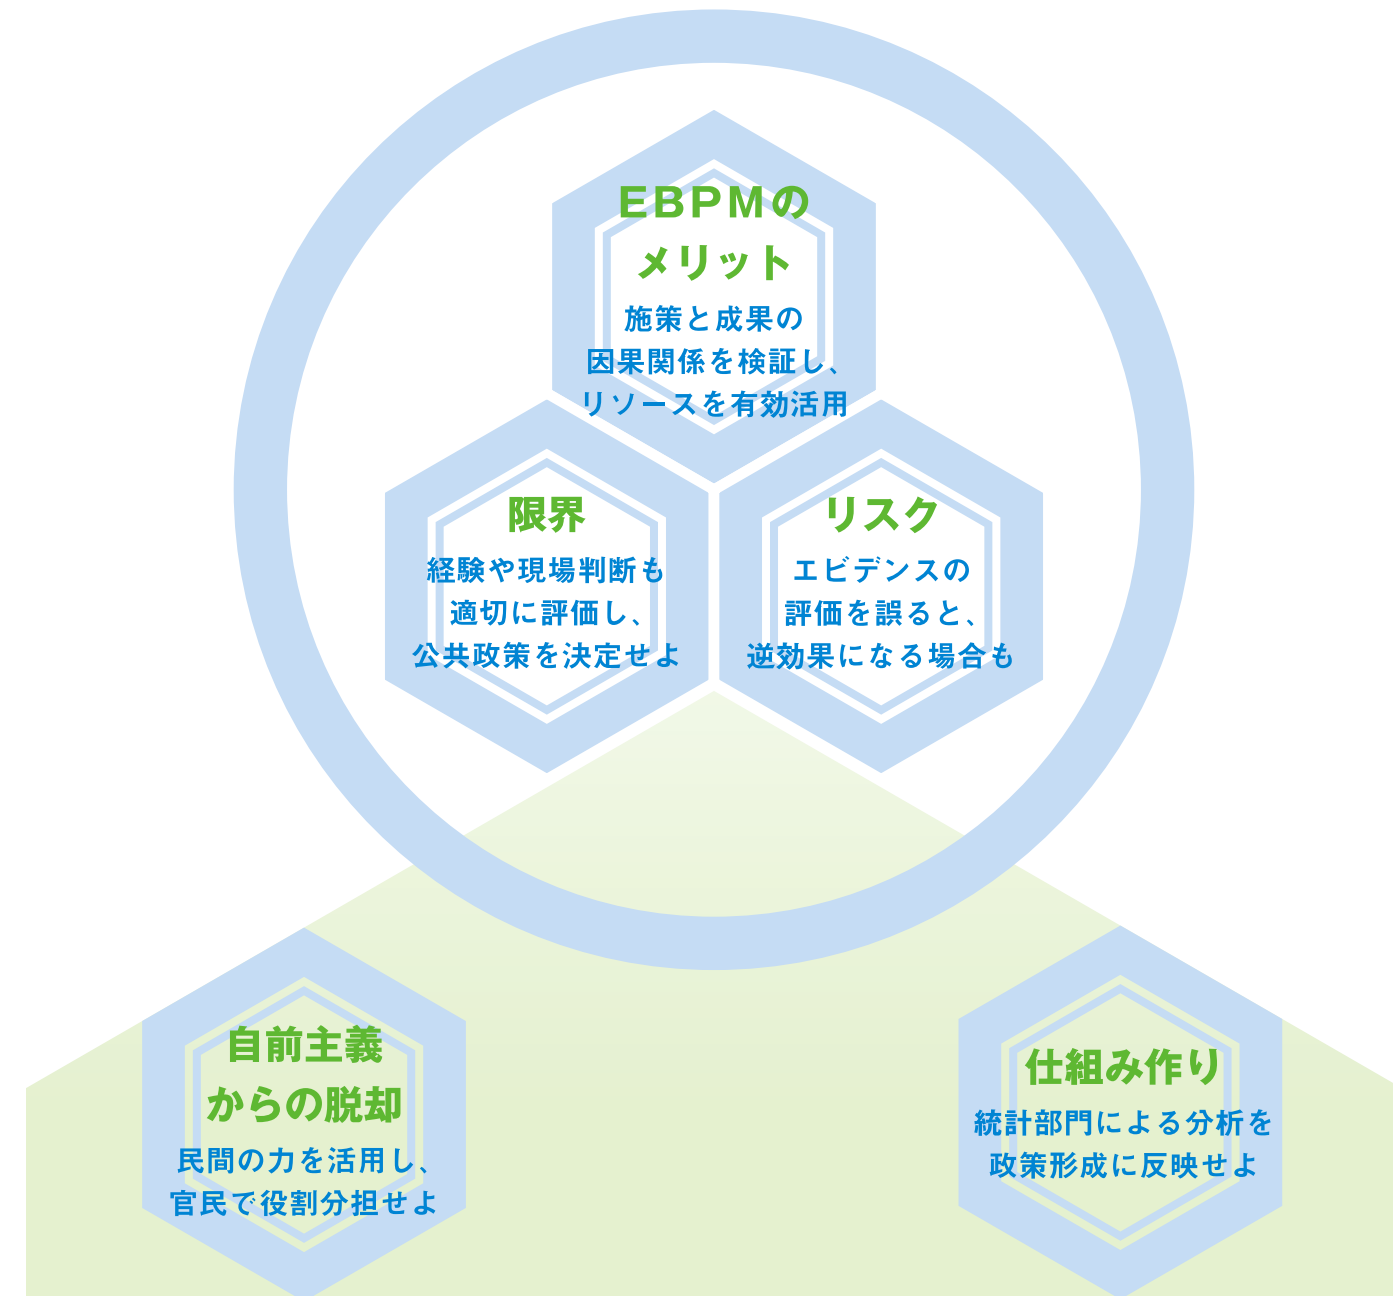 EBPMの
メリット
施策と成果の
因果関係を検証し、
リソースを有効活用
限界
経験や現場判断も
適切に評価し、
公共政策を決定せよ
リスク
エビデンスの
評価を誤ると、
逆効果になる場合も
自前主義
からの脱却
民間の力を活用し、
官民で役割分担せよ
仕組み作り
統計部門による分析を
政策形成に反映せよ